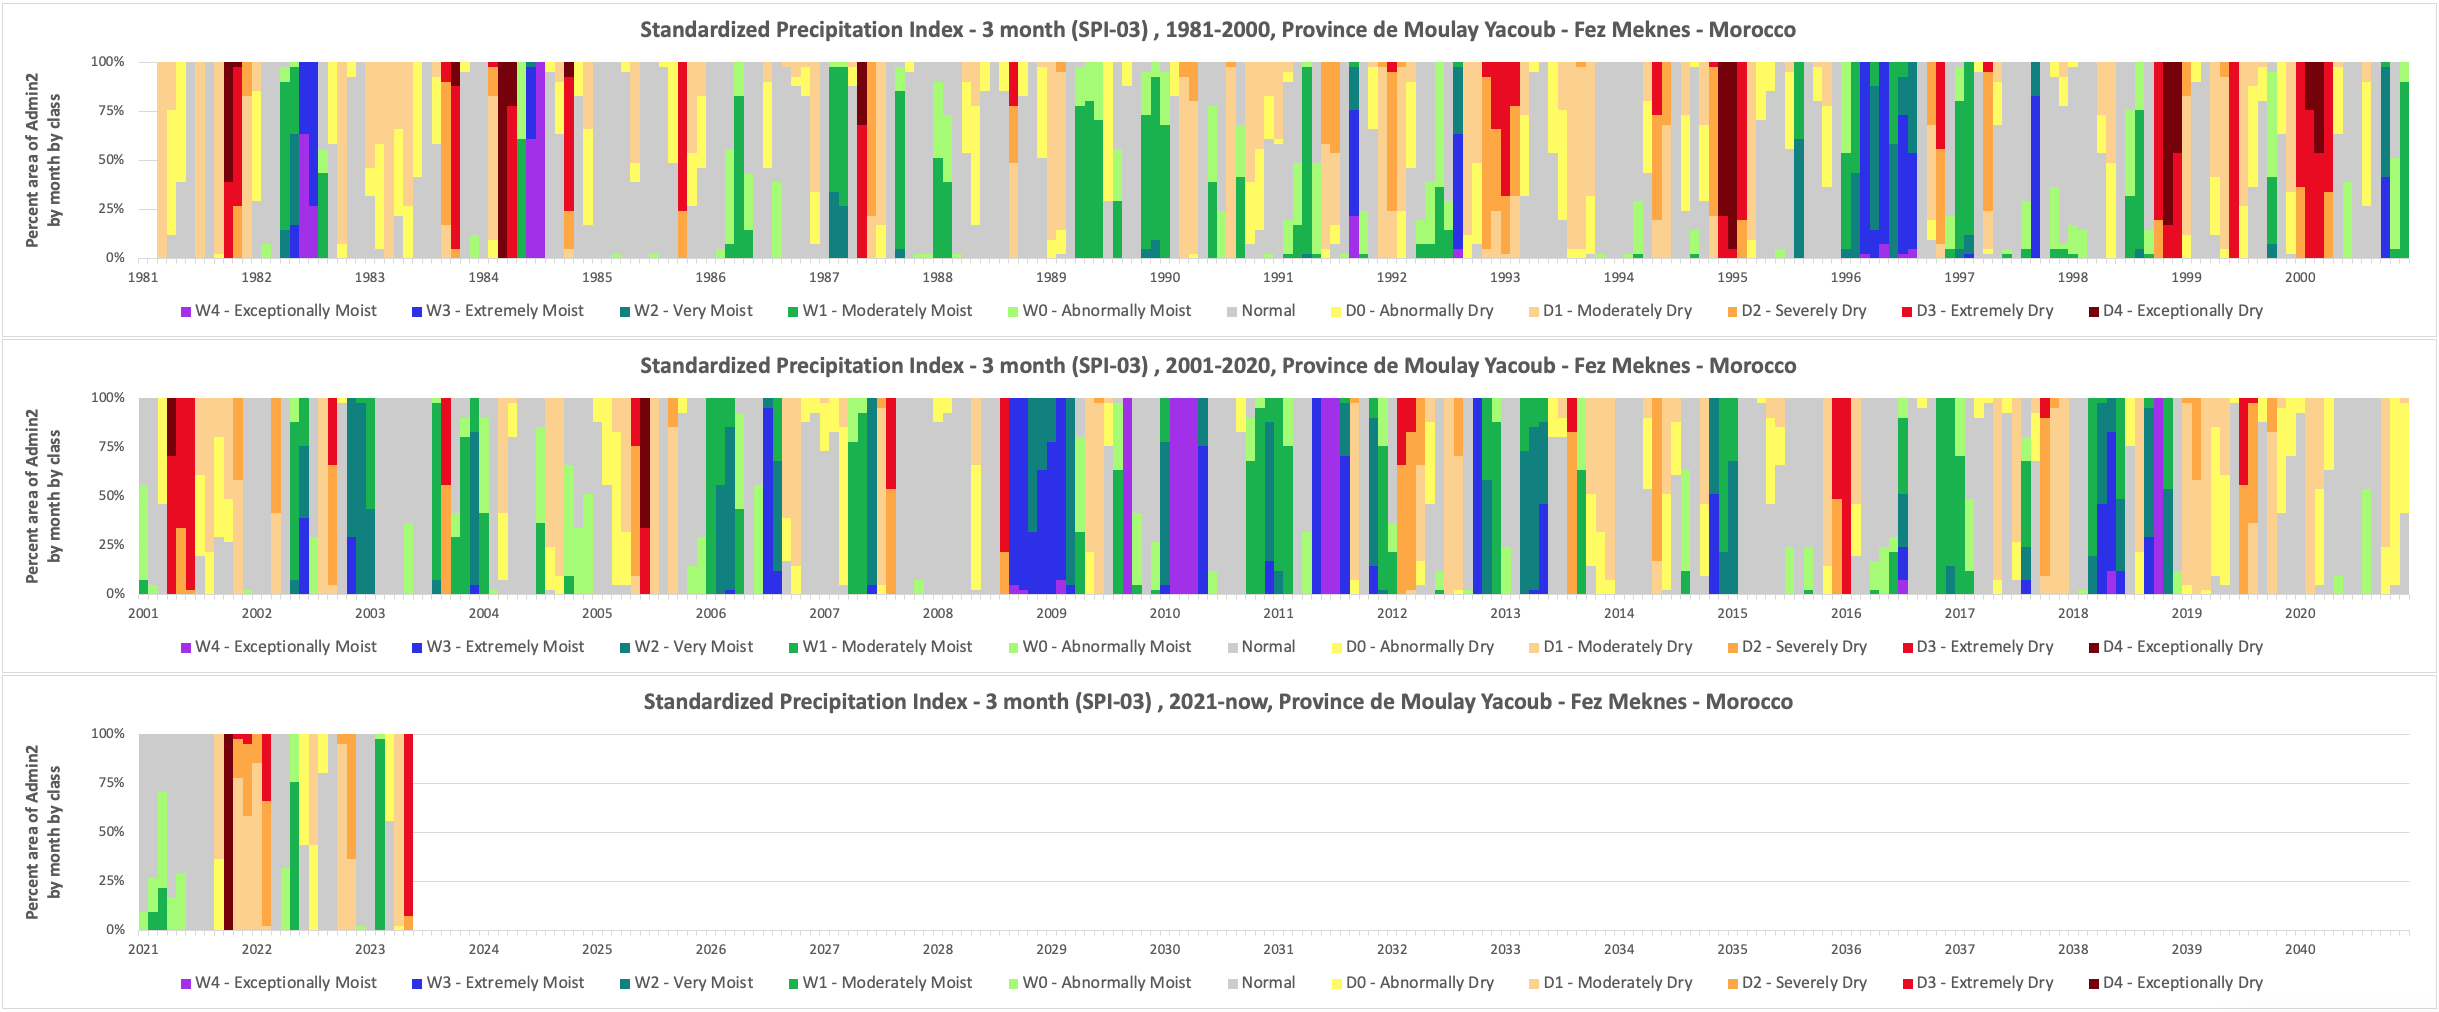 Standardized Precipitation Index - 3 month (SPI-03) , 1981-2000, Province de Moulay Yacoub - Fez Meknes - Morocco
Percent area of Admin2
by month by class
100%
75%
50%
25%
0%
1981 1982 1983 1984 1985 1986 1987 1988 1989 1990 1991 1992 1993 1994 1995 1996 1997 1998 1999 2000
W4 - Exceptionally Moist W3 - Extremely Moist W2 - Very Moist W1 - Moderately Moist W0 - Abnormally Moist Normal D0 - Abnormally Dry D1 - Moderately Dry D2 - Severely Dry D3 - Extremely Dry D4 - Exceptionally Dry
Standardized Precipitation Index - 3 month (SPI-03) , 2001-2020, Province de Moulay Yacoub - Fez Meknes - Morocco
Percent area of Admin2
by month by class
100%
75%
50%
25%
0%
2001 2002 2003 2004 2005 2006 2007 2008 2009 2010 2011 2012 2013 2014 2015 2016 2017 2018 2019 2020
W4 - Exceptionally Moist W3 - Extremely Moist W2 - Very Moist W1 - Moderately Moist W0 - Abnormally Moist Normal D0 - Abnormally Dry D1 - Moderately Dry D2 - Severely Dry D3 - Extremely Dry D4 - Exceptionally Dry
Standardized Precipitation Index - 3 month (SPI-03) , 2021-now, Province de Moulay Yacoub - Fez Meknes - Morocco
Percent area of Admin2
by month by class
100%
75%
50%
25%
0%
2021 2022 2023 2024 2025 2026 2027 2028 2029 2030 2031 2032 2033 2034 2035 2036 2037 2038 2039 2040
W4 - Exceptionally Moist W3 - Extremely Moist W2 - Very Moist W1 - Moderately Moist W0 - Abnormally Moist Normal D0 - Abnormally Dry D1 - Moderately Dry D2 - Severely Dry D3 - Extremely Dry D4 - Exceptionally Dry